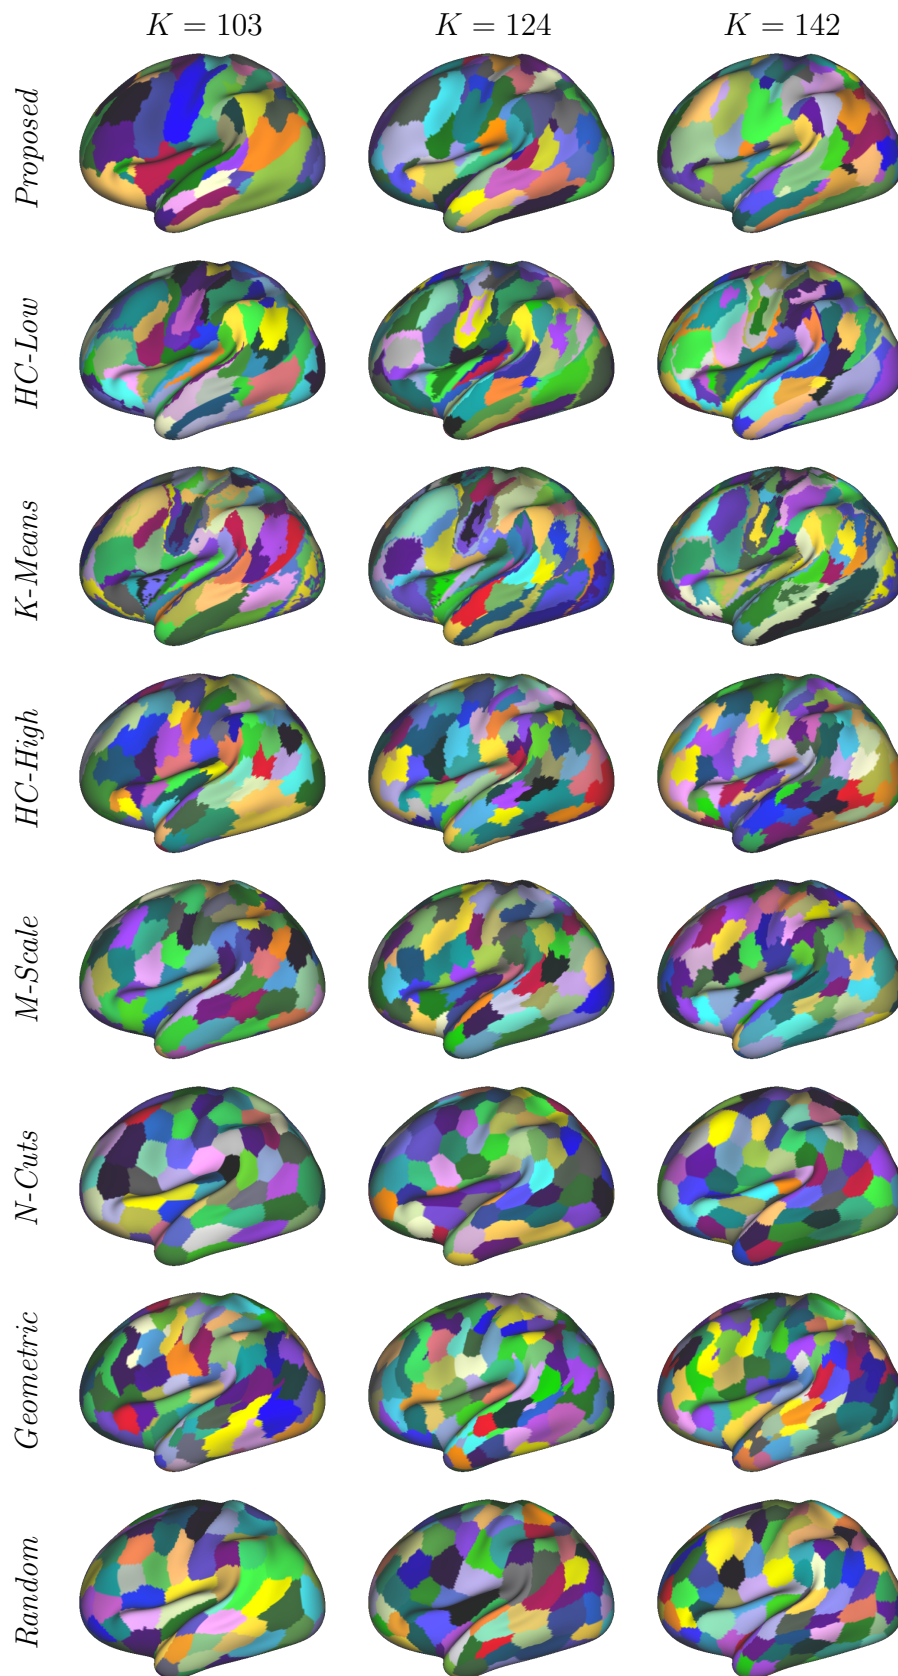 K = 103 K = 124 K = 142
Proposed
HC-Low
K-Means
HC-High
M-Scale
N-Cuts
Geometric
Random